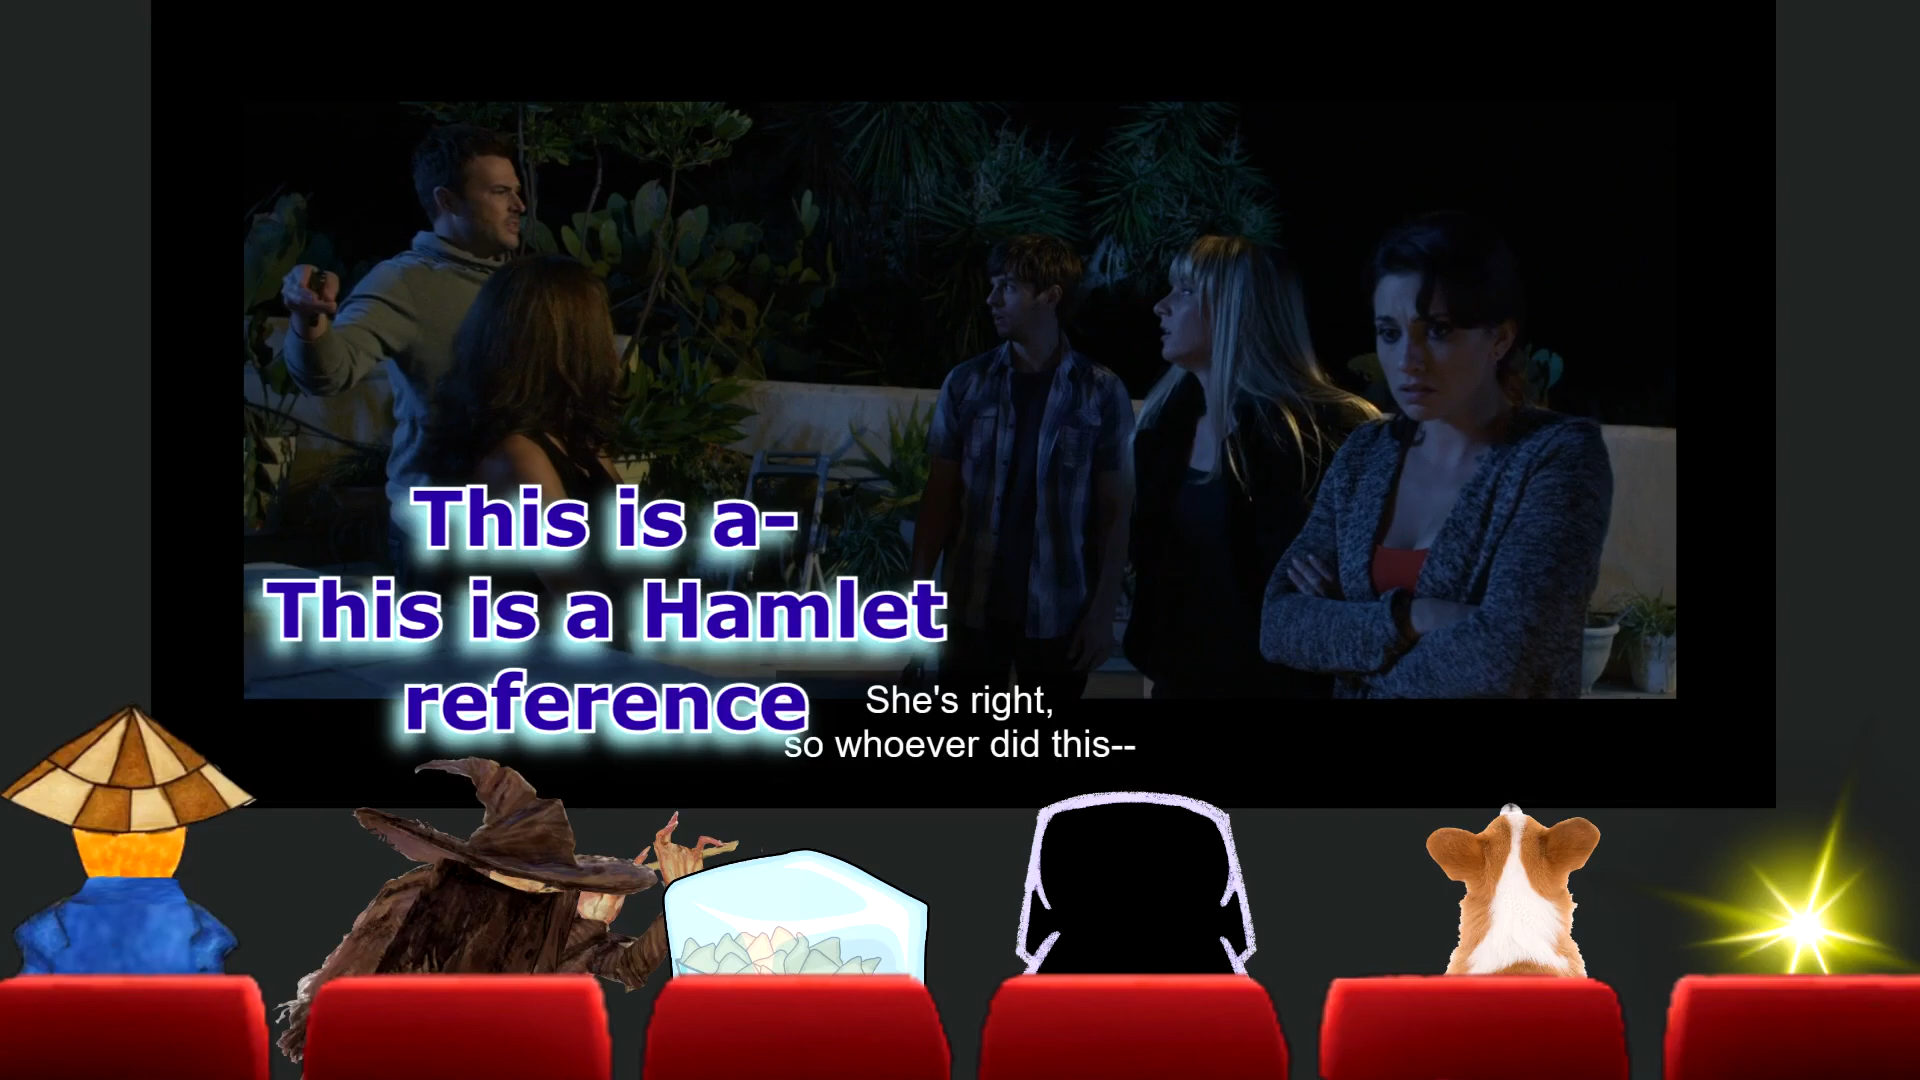 This is a-
This is a Hamlet
reference
She's right,
so whoever did this--